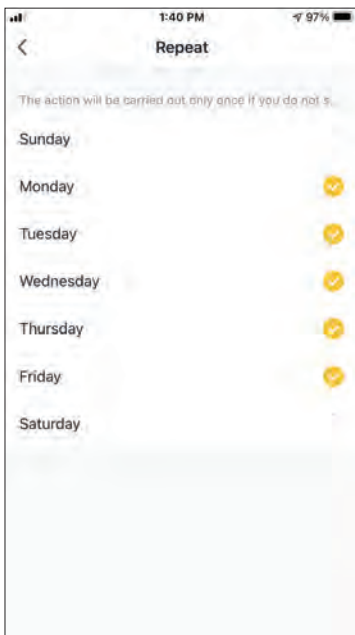 1:40 PM
97%
Repeat
The action will be carried out only once if you do not s...
Sunday
Monday
Tuesday
Wednesday
Thursday
Friday
Saturday